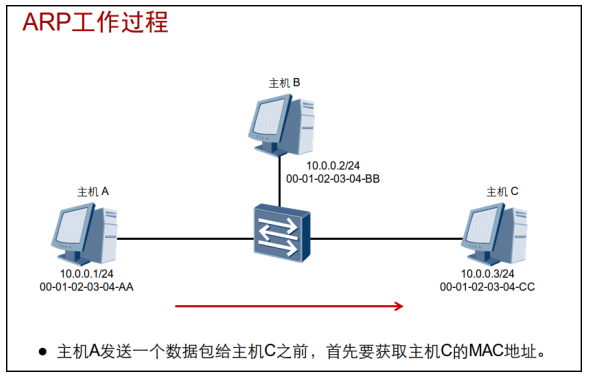 ARP工作过程
主机 B
10.0.0.2/24
00-01-02-03-04-BB
主机 A
主机 C
10.0.0.1/24
00-01-02-03-04-AA
10.0.0.3/24
00-01-02-03-04-CC
● 主机A发送一个数据包给主机C之前，首先要获取主机C的MAC地址。